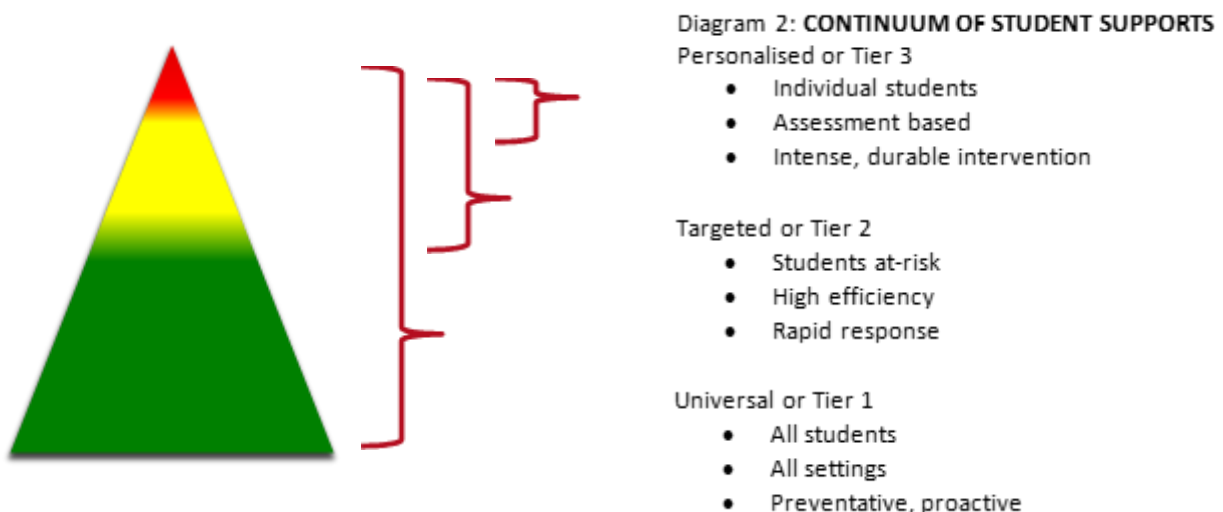 Diagram 2: CONTINUUM OF STUDENT SUPPORTS
Personalised or Tier 3
• Individual students
• Assessment based
• Intense, durable intervention
Targeted or Tier 2
• Students at-risk
• High efficiency
• Rapid response
Universal or Tier 1
• All students
• All settings
• Preventative, proactive